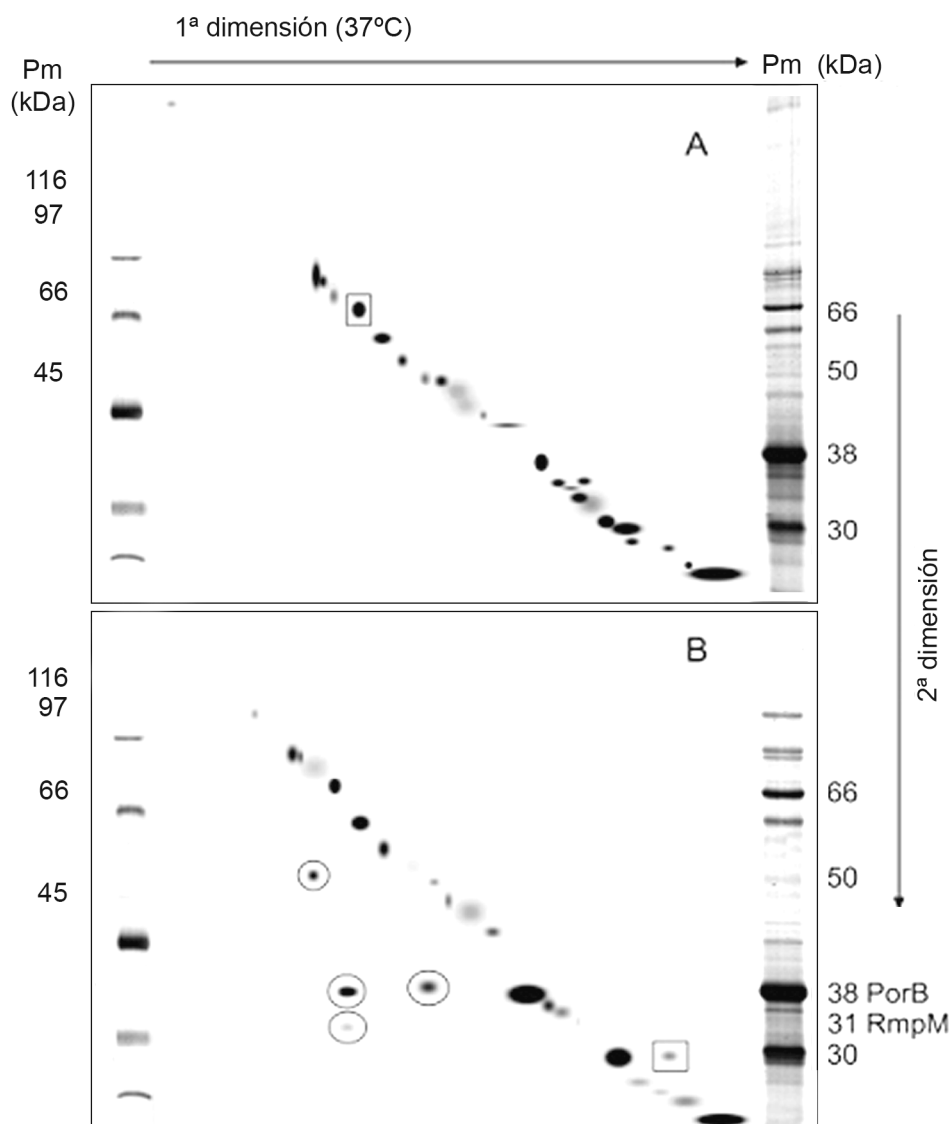 1ª dimensión (37ºC)
Pm
(kDa)
Pm (kDa)
A
116
97
66
45
66
50
38
30
2ª dimensión
B
116
97
66
45
66
50
38 PorB
31 RmpM
30